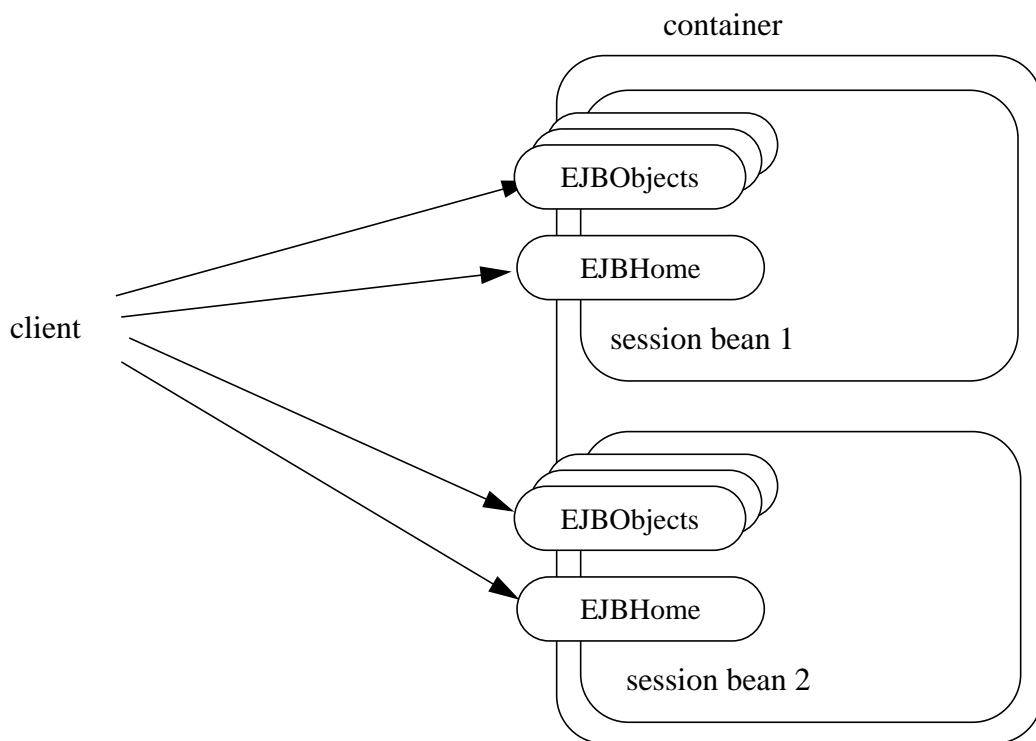 container
EJBObjects
EJBHome
client
session bean 1
EJBObjects
EJBHome
session bean 2